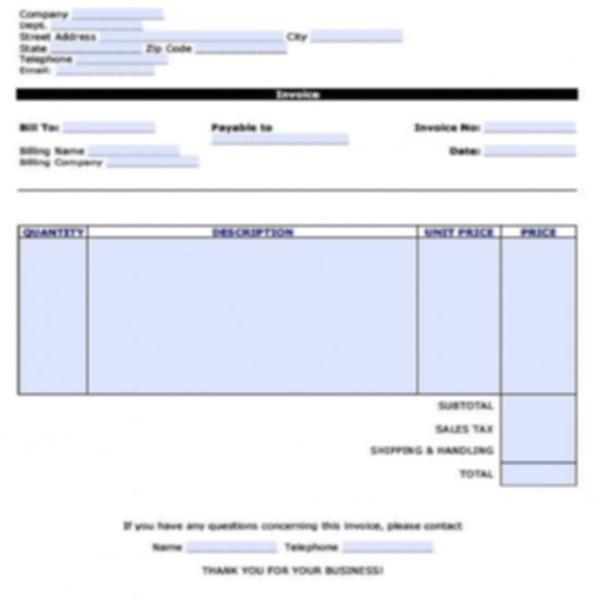 Company
Dept.
Street Address City
State Zip Code
Telephone
Email:
Invoice
Bill To: Payable to Invoice No:
Billing Name Date:
Billing Company
QUANTITY DESCRIPTION UNIT PRICE PRICE
SUBTOTAL
SALES TAX
SHIPPING & HANDLING
TOTAL
If you have any questions concerning this invoice, please contact
Name Telephone
THANK YOU FOR YOUR BUSINESS!